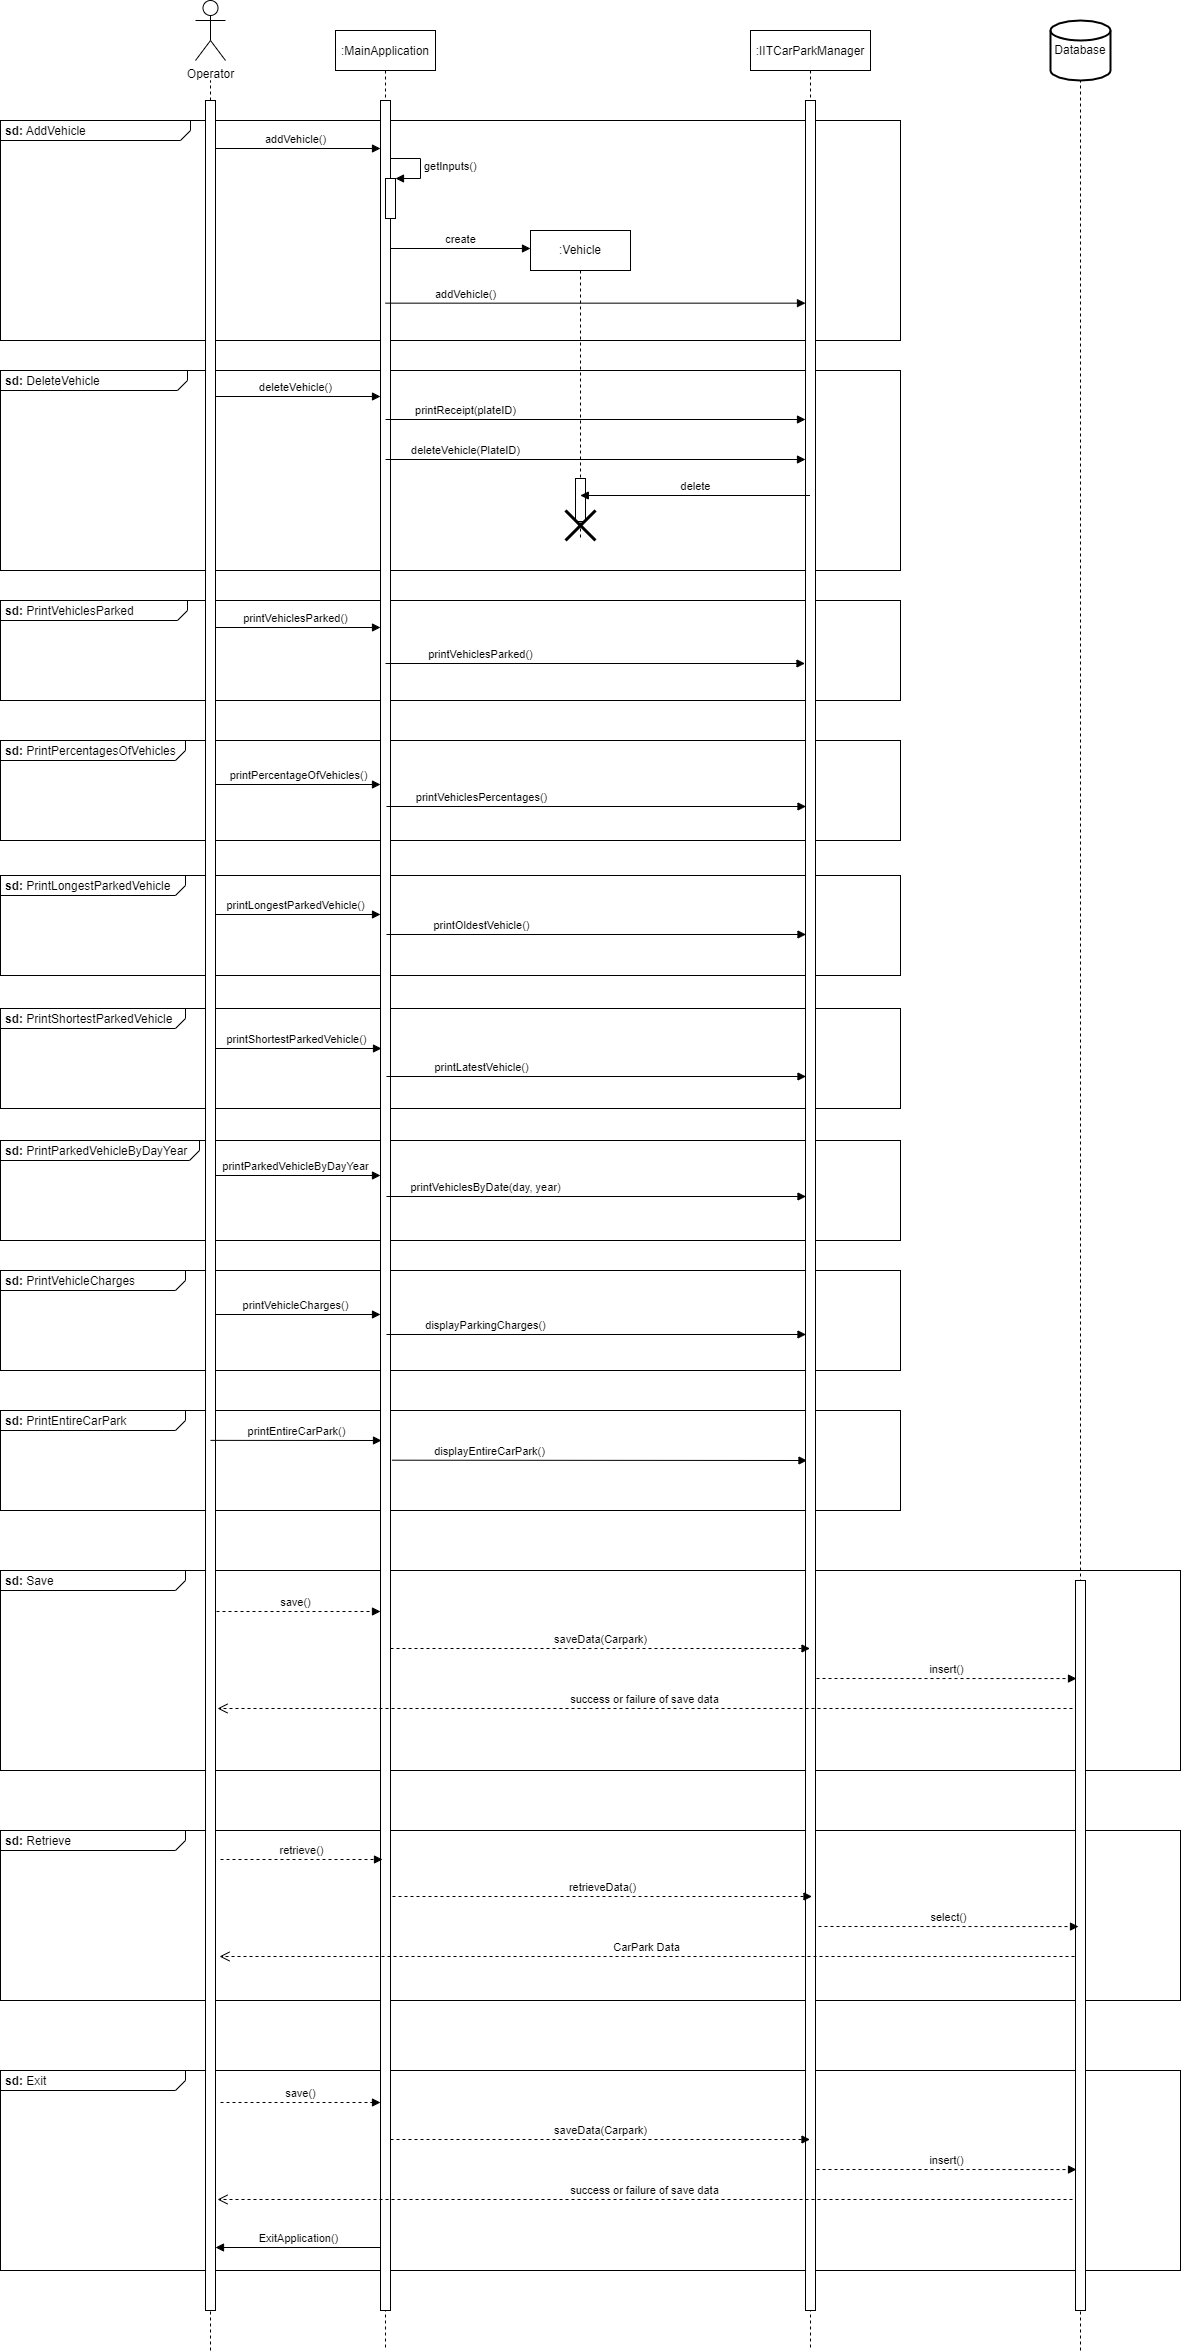 Operator
:MainApplication
:IITCarParkManager
Database
sd: AddVehicle
addVehicle()
getInputs()
create
:Vehicle
addVehicle()
sd: DeleteVehicle
deleteVehicle()
printReceipt(plateID)
deleteVehicle(PlateID)
delete
sd: PrintVehiclesParked
printVehiclesParked()
printVehiclesParked()
sd: PrintPercentagesOfVehicles
printPercentageOfVehicles()
printVehiclesPercentages()
sd: PrintLongestParkedVehicle
printLongestParkedVehicle()
printOldestVehicle()
sd: PrintShortestParkedVehicle
printShortestParkedVehicle()
printLatestVehicle()
sd: PrintParkedVehicleByDayYear
printParkedVehicleByDayYear
printVehiclesByDate(day, year)
sd: PrintVehicleCharges
printVehicleCharges()
displayParkingCharges()
sd: PrintEntireCarPark
printEntireCarPark()
displayEntireCarPark()
sd: Save
save()
saveData(Carpark)
insert()
success or failure of save data
sd: Retrieve
retrieve()
retrieveData()
select()
CarPark Data
sd: Exit
save()
saveData(Carpark)
insert()
success or failure of save data
ExitApplication()